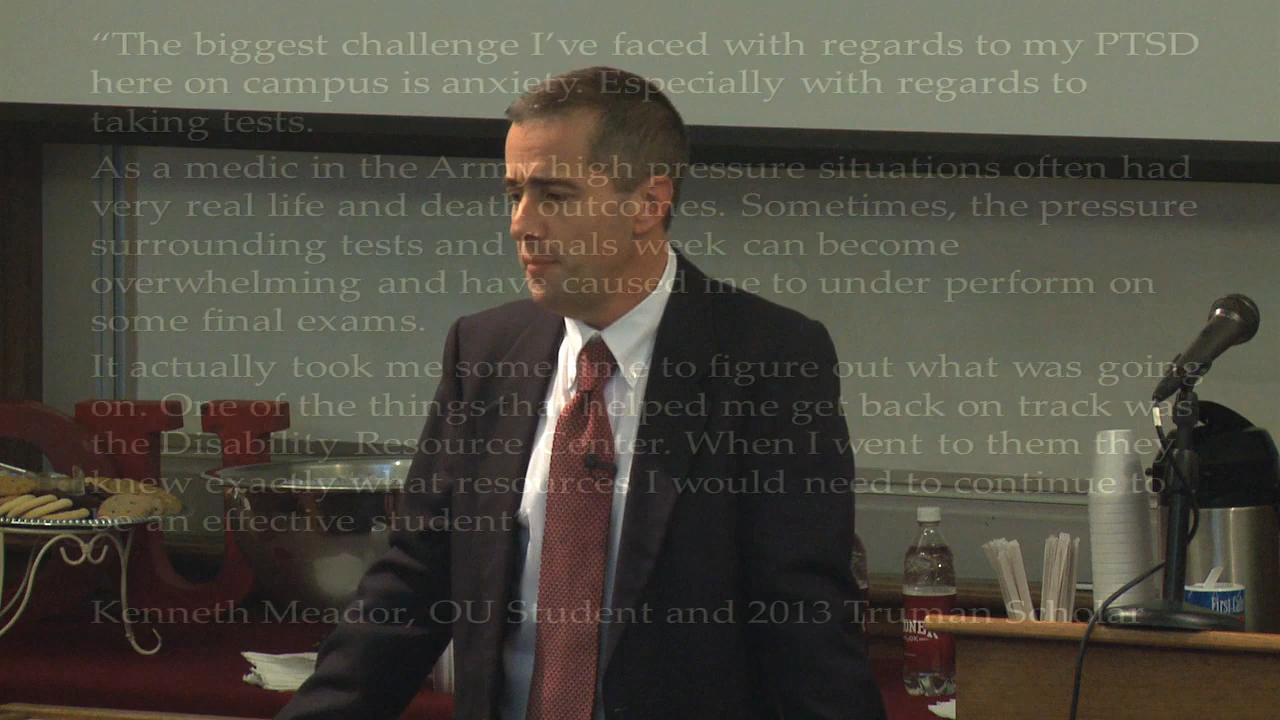 “The biggest challenge I’ve faced with regards to my PTSD
here on campus is anxiety. Especially with regards to
taking tests.
As a medic in the Army high pressure situations often had
very real life and death outcomes. Sometimes, the pressure
surrounding tests and finals week can become
overwhelming and have caused me to under perform on
some final exams.
It actually took me some time to figure out what was going
on. One of the things that helped me get back on track was
the Disability Resource Center. When I went to them they
knew exactly what resources I would need to continue to
be an effective student
Kenneth Meador, OU Student and 2013 Truman Scholar
OU